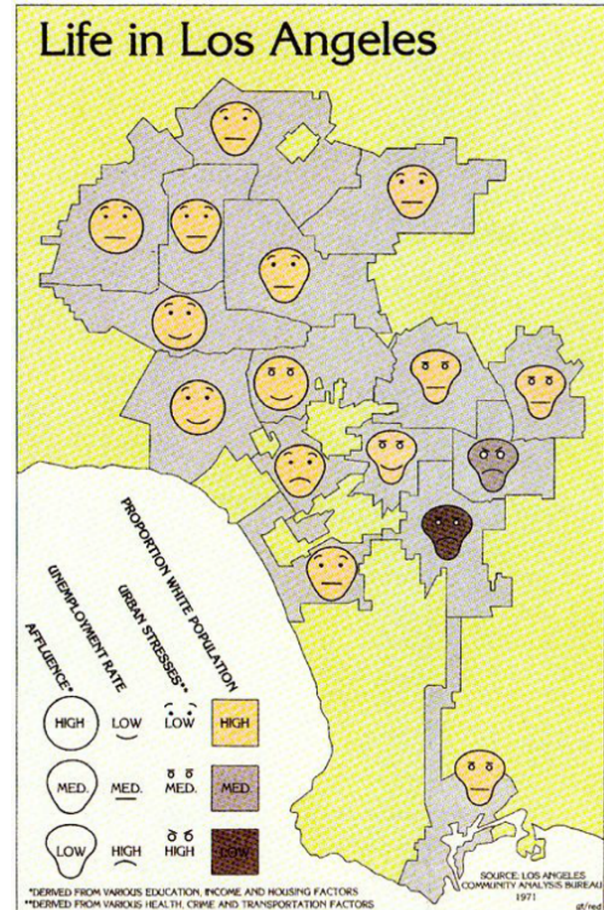 Life in Los Angeles
AFFLUENCE*
UNEMPLOYMENT RATE
URBAN STRESSES**
PROPORTION WHITE POPULATION
HIGH LOW LOW HIGH
MED. MED. MED. MED.
LOW HIGH HIGH LOW
*DERIVED FROM VARIOUS EDUCATION, INCOME AND HOUSING FACTORS
**DERIVED FROM VARIOUS HEALTH, CRIME AND TRANSPORTATION FACTORS
SOURCE: LOS ANGELES
COMMUNITY ANALYSIS BUREAU
1971